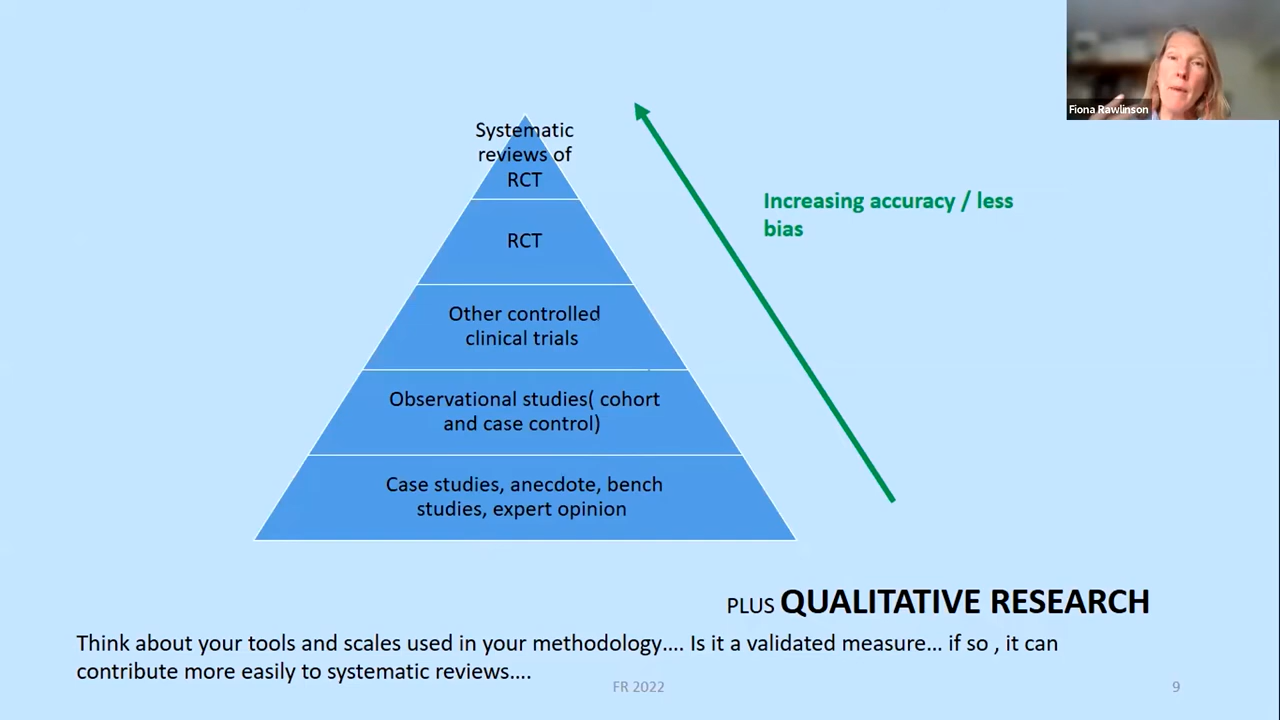 Fiona Rawlinson
Systematic
reviews of
RCT
RCT
Other controlled
clinical trials
Observational studies( cohort
and case control)
Case studies, anecdote, bench
studies, expert opinion
Increasing accuracy / less
bias
PLUS QUALITATIVE RESEARCH
Think about your tools and scales used in your methodology.... Is it a validated measure... if so , it can
contribute more easily to systematic reviews....
FR 2022
9